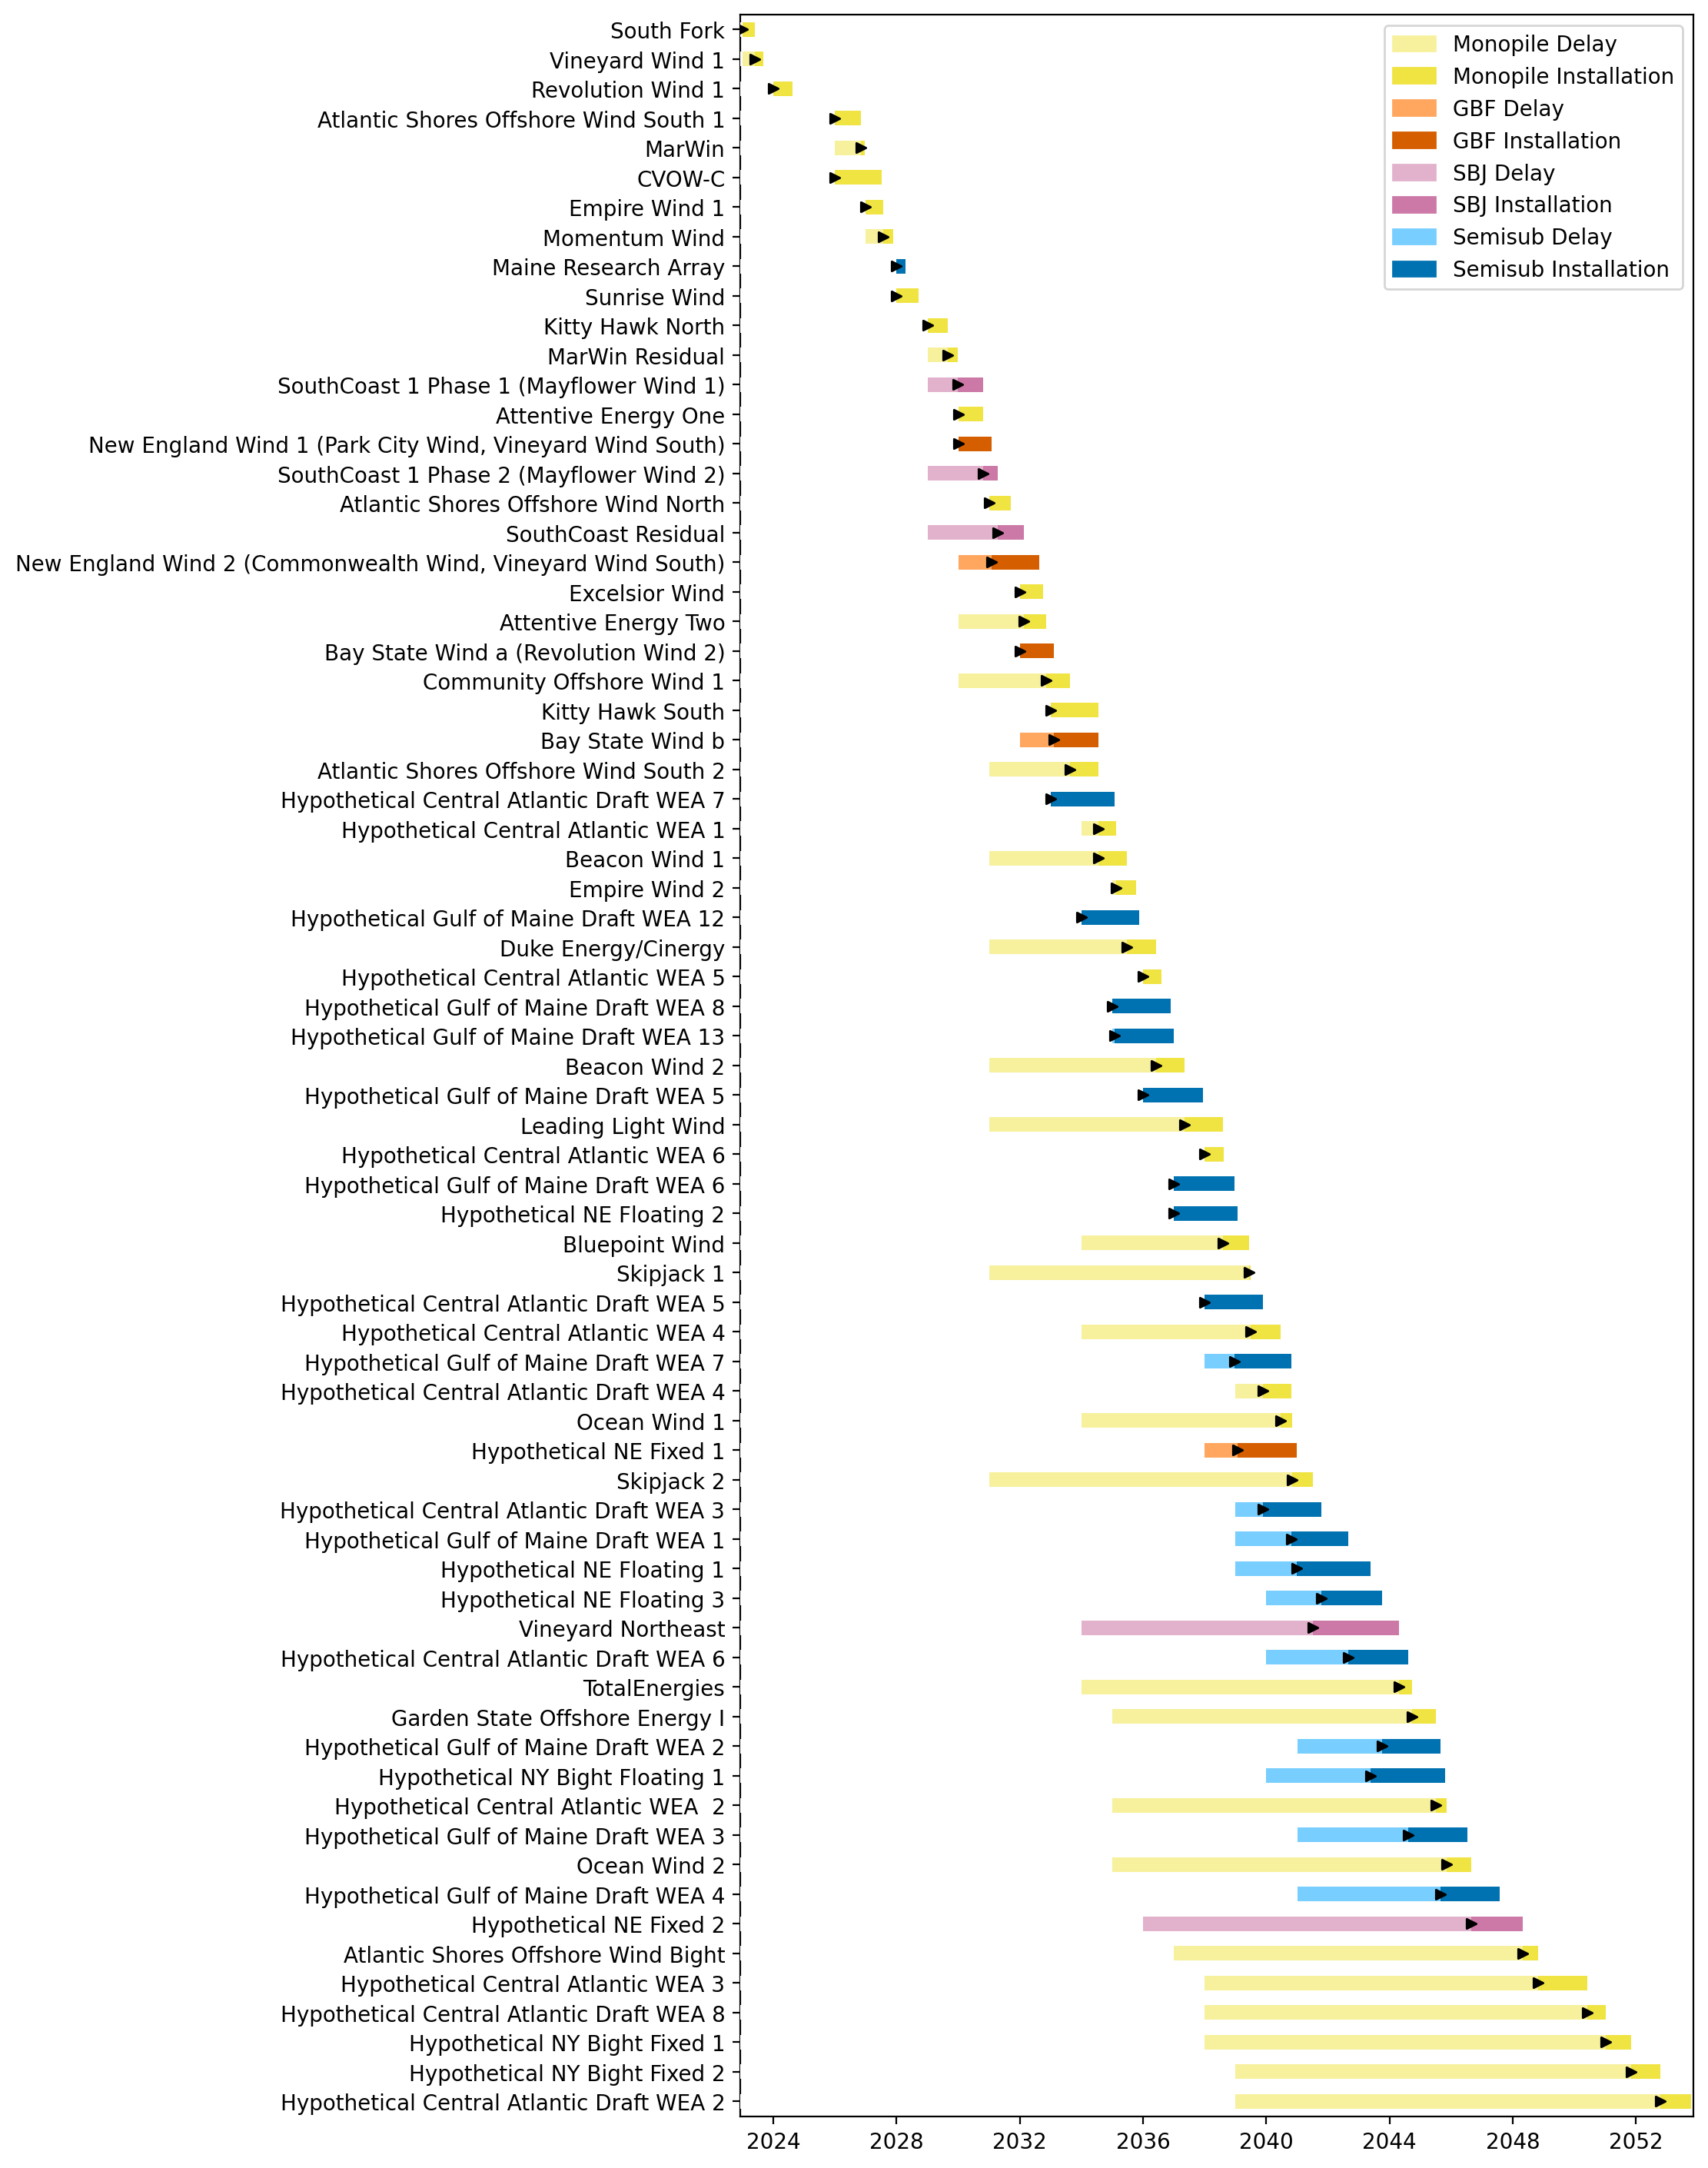 South Fork
Vineyard Wind 1
Revolution Wind 1
Atlantic Shores Offshore Wind South 1
MarWin
CVOW-C
Empire Wind 1
Momentum Wind
Maine Research Array
Sunrise Wind
Kitty Hawk North
MarWin Residual
SouthCoast 1 Phase 1 (Mayflower Wind 1)
Attentive Energy One
New England Wind 1 (Park City Wind, Vineyard Wind South)
SouthCoast 1 Phase 2 (Mayflower Wind 2)
Atlantic Shores Offshore Wind North
SouthCoast Residual
New England Wind 2 (Commonwealth Wind, Vineyard Wind South)
Excelsior Wind
Attentive Energy Two
Bay State Wind a (Revolution Wind 2)
Community Offshore Wind 1
Kitty Hawk South
Bay State Wind b
Atlantic Shores Offshore Wind South 2
Hypothetical Central Atlantic Draft WEA 7
Hypothetical Central Atlantic WEA 1
Beacon Wind 1
Empire Wind 2
Hypothetical Gulf of Maine Draft WEA 12
Duke Energy/Cinergy
Hypothetical Central Atlantic WEA 5
Hypothetical Gulf of Maine Draft WEA 8
Hypothetical Gulf of Maine Draft WEA 13
Beacon Wind 2
Hypothetical Gulf of Maine Draft WEA 5
Leading Light Wind
Hypothetical Central Atlantic WEA 6
Hypothetical Gulf of Maine Draft WEA 6
Hypothetical NE Floating 2
Bluepoint Wind
Skipjack 1
Hypothetical Central Atlantic Draft WEA 5
Hypothetical Central Atlantic WEA 4
Hypothetical Gulf of Maine Draft WEA 7
Hypothetical Central Atlantic Draft WEA 4
Ocean Wind 1
Hypothetical NE Fixed 1
Skipjack 2
Hypothetical Central Atlantic Draft WEA 3
Hypothetical Gulf of Maine Draft WEA 1
Hypothetical NE Floating 1
Hypothetical NE Floating 3
Vineyard Northeast
Hypothetical Central Atlantic Draft WEA 6
TotalEnergies
Garden State Offshore Energy I
Hypothetical Gulf of Maine Draft WEA 2
Hypothetical NY Bight Floating 1
Hypothetical Central Atlantic WEA  2
Hypothetical Gulf of Maine Draft WEA 3
Ocean Wind 2
Hypothetical Gulf of Maine Draft WEA 4
Hypothetical NE Fixed 2
Atlantic Shores Offshore Wind Bight
Hypothetical Central Atlantic WEA 3
Hypothetical Central Atlantic Draft WEA 8
Hypothetical NY Bight Fixed 1
Hypothetical NY Bight Fixed 2
Hypothetical Central Atlantic Draft WEA 2
2024 2028 2032 2036 2040 2044 2048 2052
Monopile Delay
Monopile Installation
GBF Delay
GBF Installation
SBJ Delay
SBJ Installation
Semisub Delay
Semisub Installation